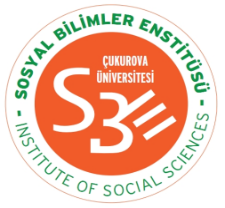 • SOSYAL BİLİMLER ENSTİTÜSÜ •
ÇUKUROVA
ÜNİVERSİTESİ
SBE
INSTITUTE OF SOCIAL SCIENCES